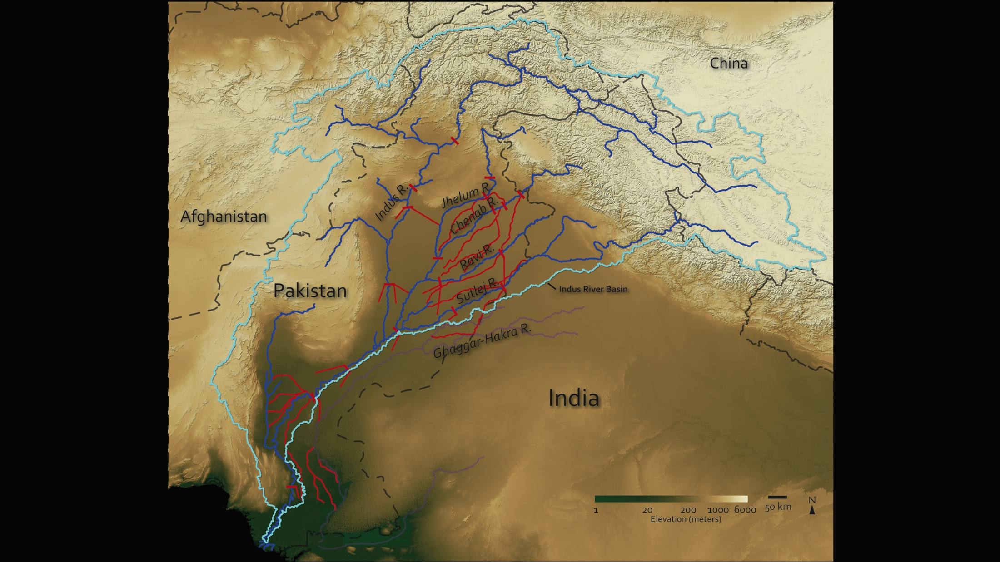 China
Afghanistan
Indus R.
Jhelum R.
Chenab R.
Ravi R.
Pakistan
Sutlej R.
Indus River Basin
Ghaggar-Hakra R.
India
1 20 200 1000 6000
Elevation (meters)
50 km
N